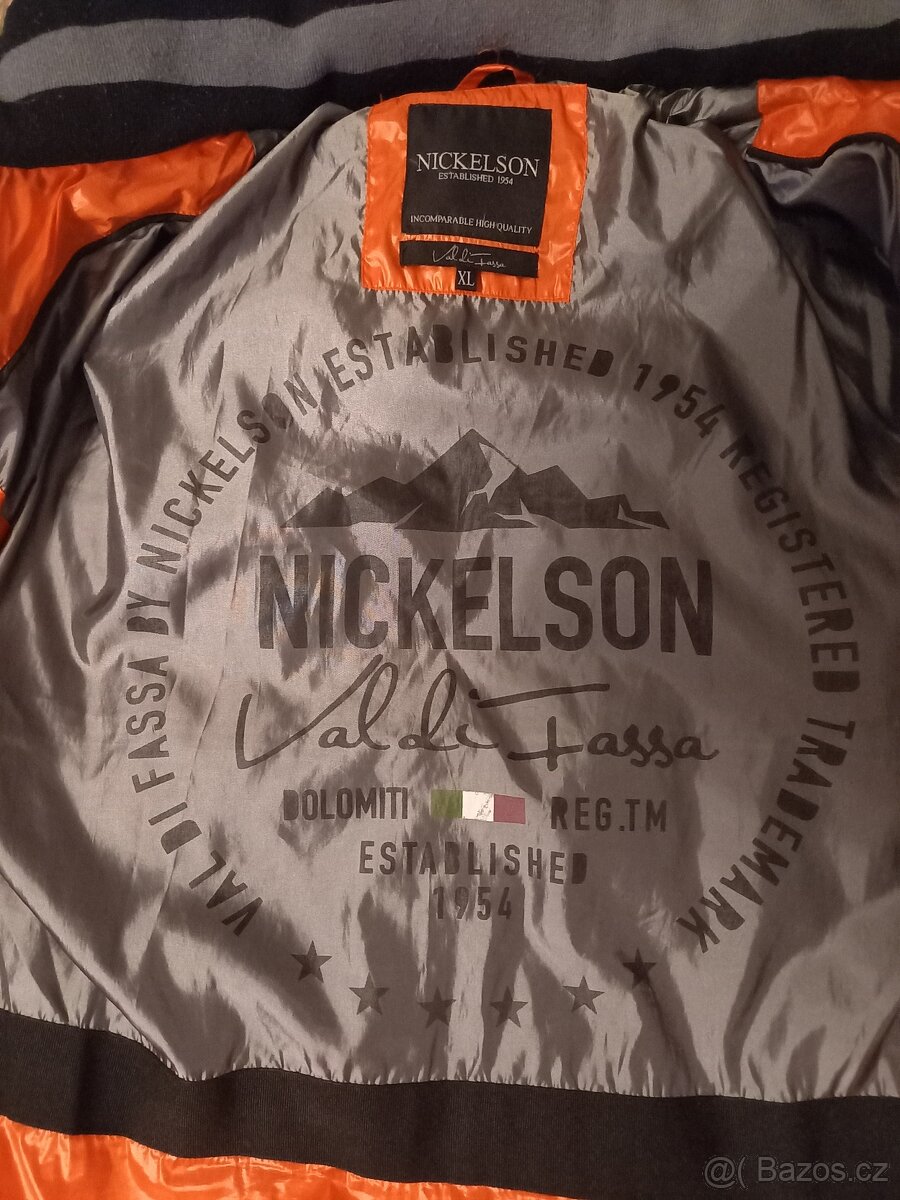 NICKELSON
ESTABLISHED 1954
INCOMPARABLE HIGH QUALITY
Val di Fassa
XL
VAL DI FASSA BY NICKELSON ESTABLISHED 1954 REGISTERED TRADEMARK
NICKELSON
Val di Fassa
DOLOMITI REG.TM
ESTABLISHED
1954
@( Bazos.cz